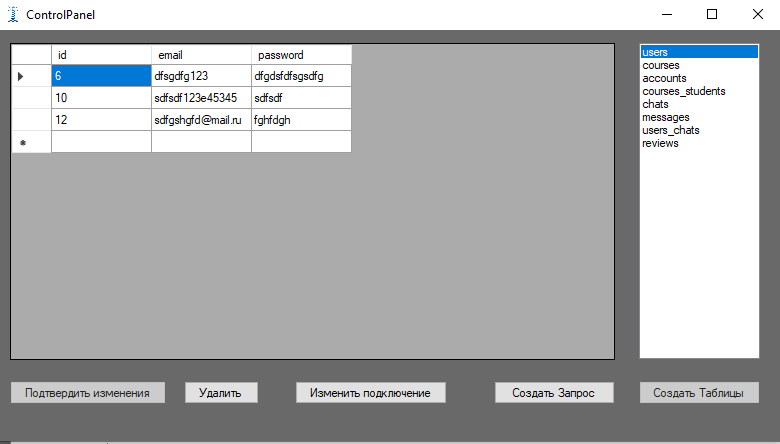 ControlPanel
id email password
6 dfsgdfg123 dfgdsfdfsgsdfg
10 sdfsdf123e45345 sdfsdf
12 sdfgshgfd@mail.ru fghfdgh
users
courses
accounts
courses_students
chats
messages
users_chats
reviews
Подтвердить изменения Удалить Изменить подключение Создать Запрос Создать Таблицы